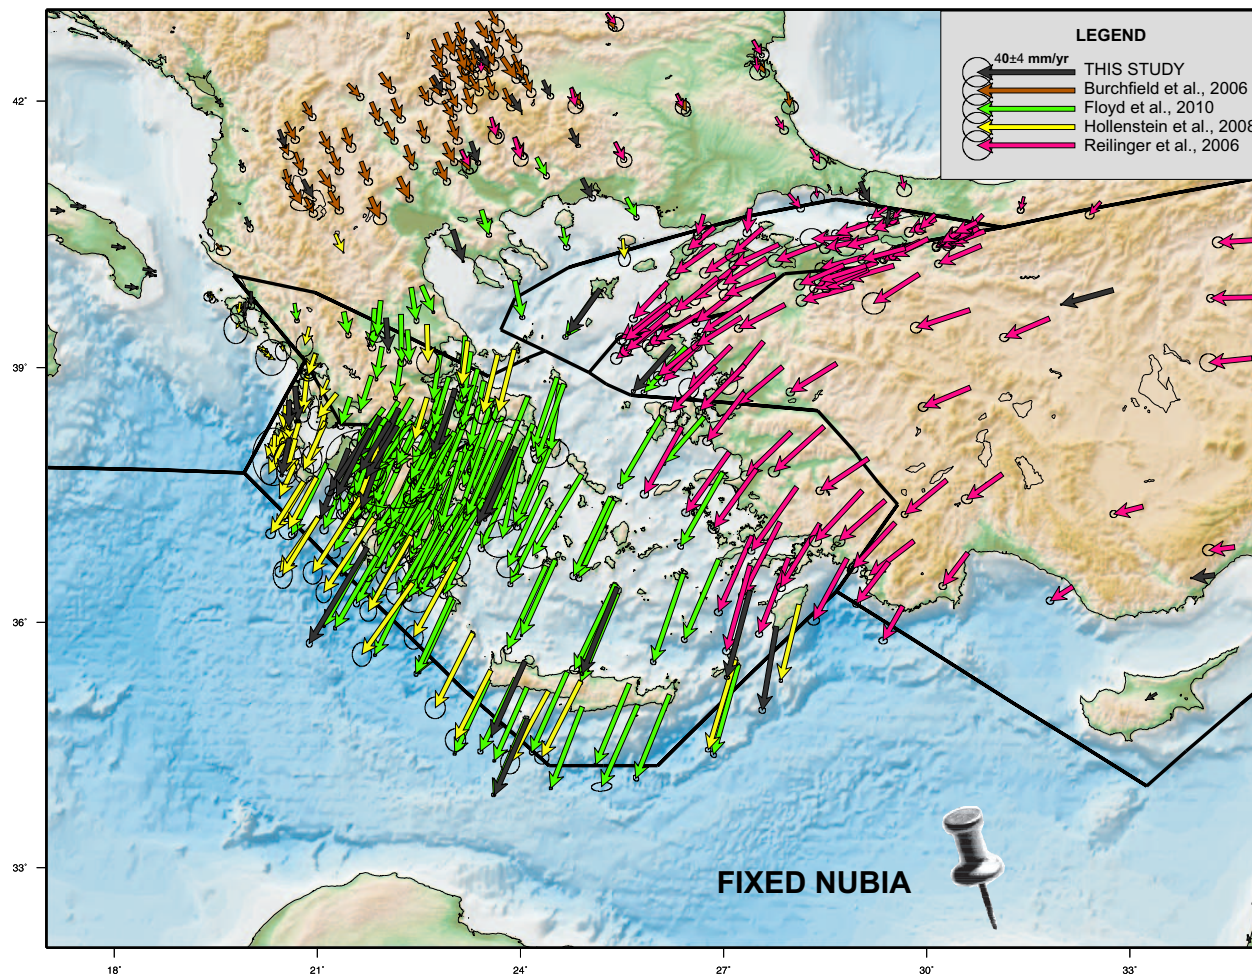 LEGEND
40±4 mm/yr
THIS STUDY
Burchfield et al., 2006
Floyd et al., 2010
Hollenstein et al., 2008
Reilinger et al., 2006
42˚
39˚
36˚
33˚
FIXED NUBIA
18˚ 21˚ 24˚ 27˚ 30˚ 33˚